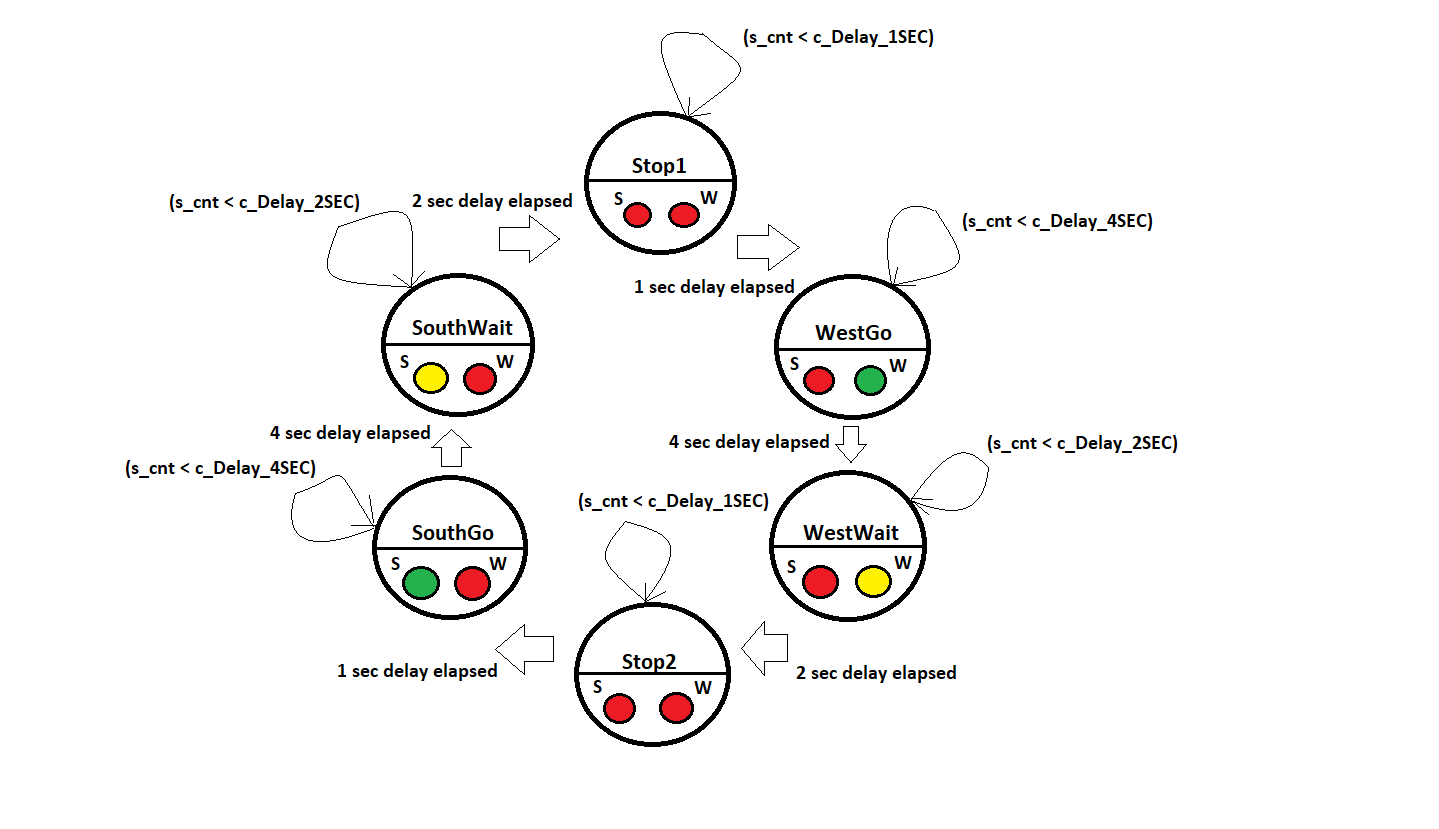 (s_cnt < c_Delay_1SEC)
Stop1
S W
(s_cnt < c_Delay_2SEC)
2 sec delay elapsed
(s_cnt < c_Delay_4SEC)
1 sec delay elapsed
SouthWait
S W
WestGo
S W
4 sec delay elapsed
4 sec delay elapsed
(s_cnt < c_Delay_2SEC)
(s_cnt < c_Delay_4SEC)
(s_cnt < c_Delay_1SEC)
SouthGo
S W
WestWait
S W
Stop2
S W
1 sec delay elapsed
2 sec delay elapsed